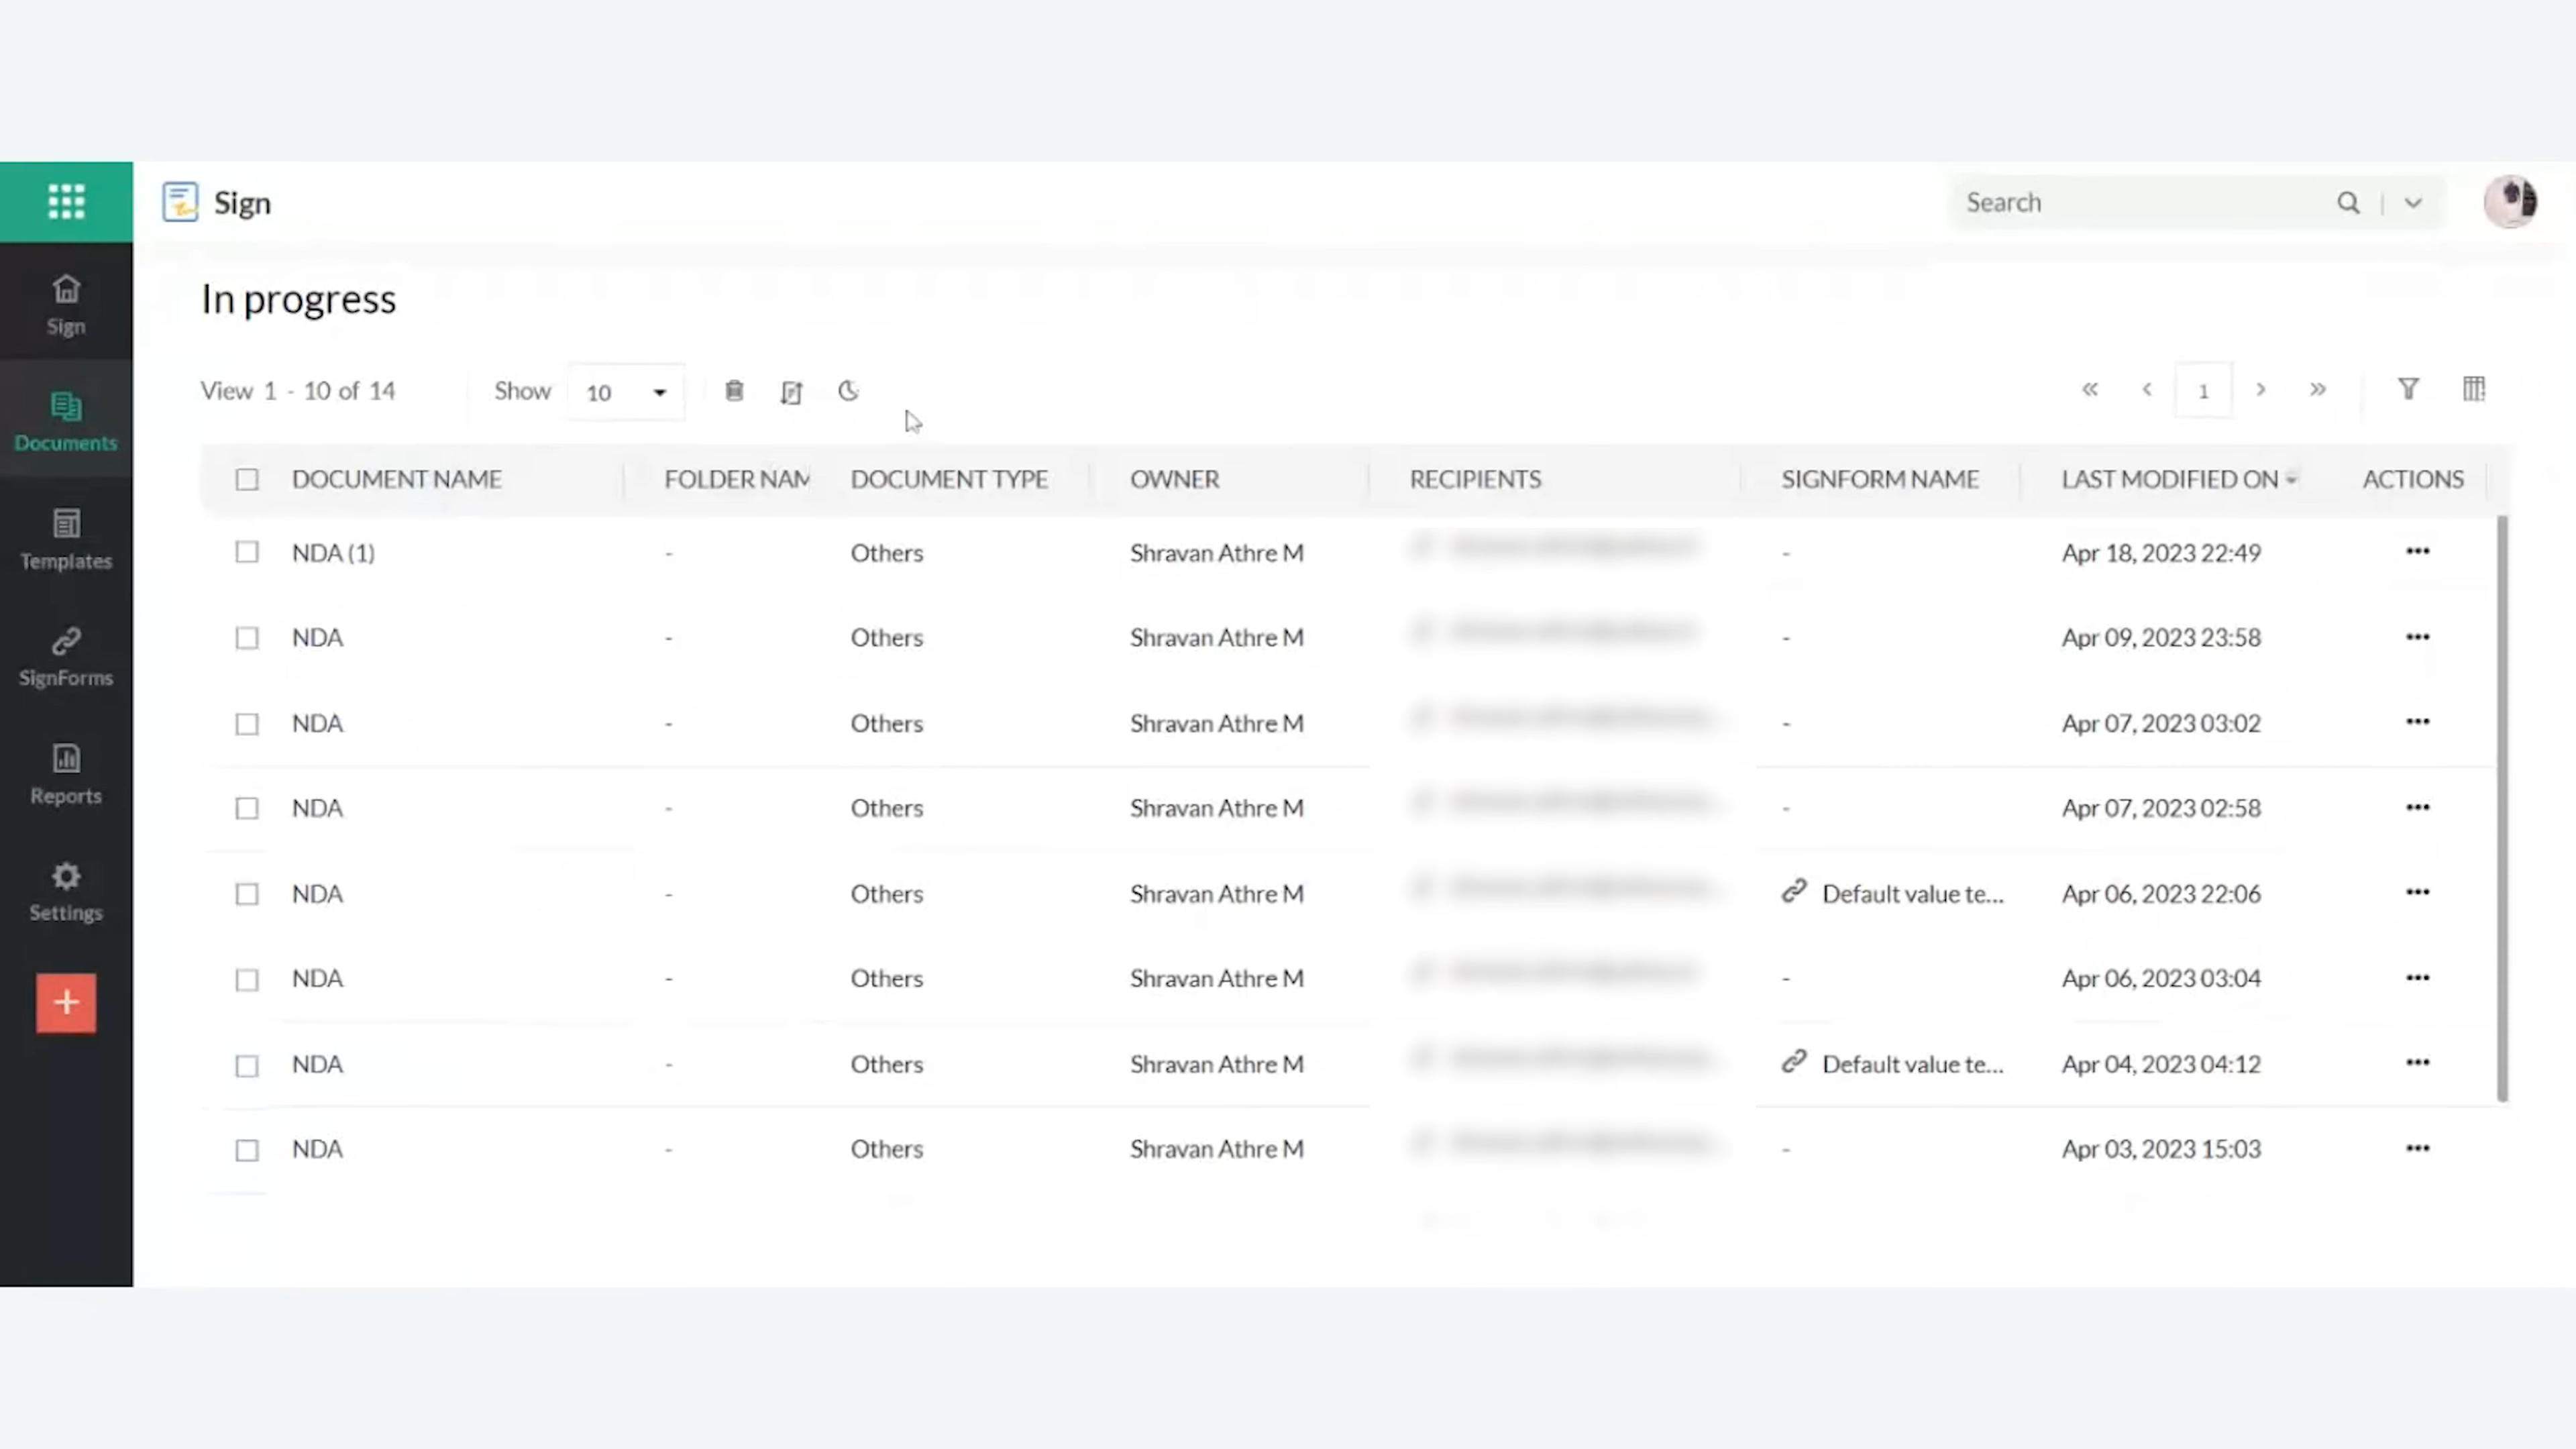 Sign
Search
Sign
Documents
Templates
SignForms
Reports
Settings
In progress
View 1 - 10 of 14
Show 10
1
DOCUMENT NAME FOLDER NAM DOCUMENT TYPE OWNER RECIPIENTS SIGNFORM NAME LAST MODIFIED ON ACTIONS
NDA (1) - Others Shravan Athre M - Apr 18, 2023 22:49
NDA - Others Shravan Athre M - Apr 09, 2023 23:58
NDA - Others Shravan Athre M - Apr 07, 2023 03:02
NDA - Others Shravan Athre M - Apr 07, 2023 02:58
NDA - Others Shravan Athre M Default value te... Apr 06, 2023 22:06
NDA - Others Shravan Athre M - Apr 06, 2023 03:04
NDA - Others Shravan Athre M Default value te... Apr 04, 2023 04:12
NDA - Others Shravan Athre M - Apr 03, 2023 15:03